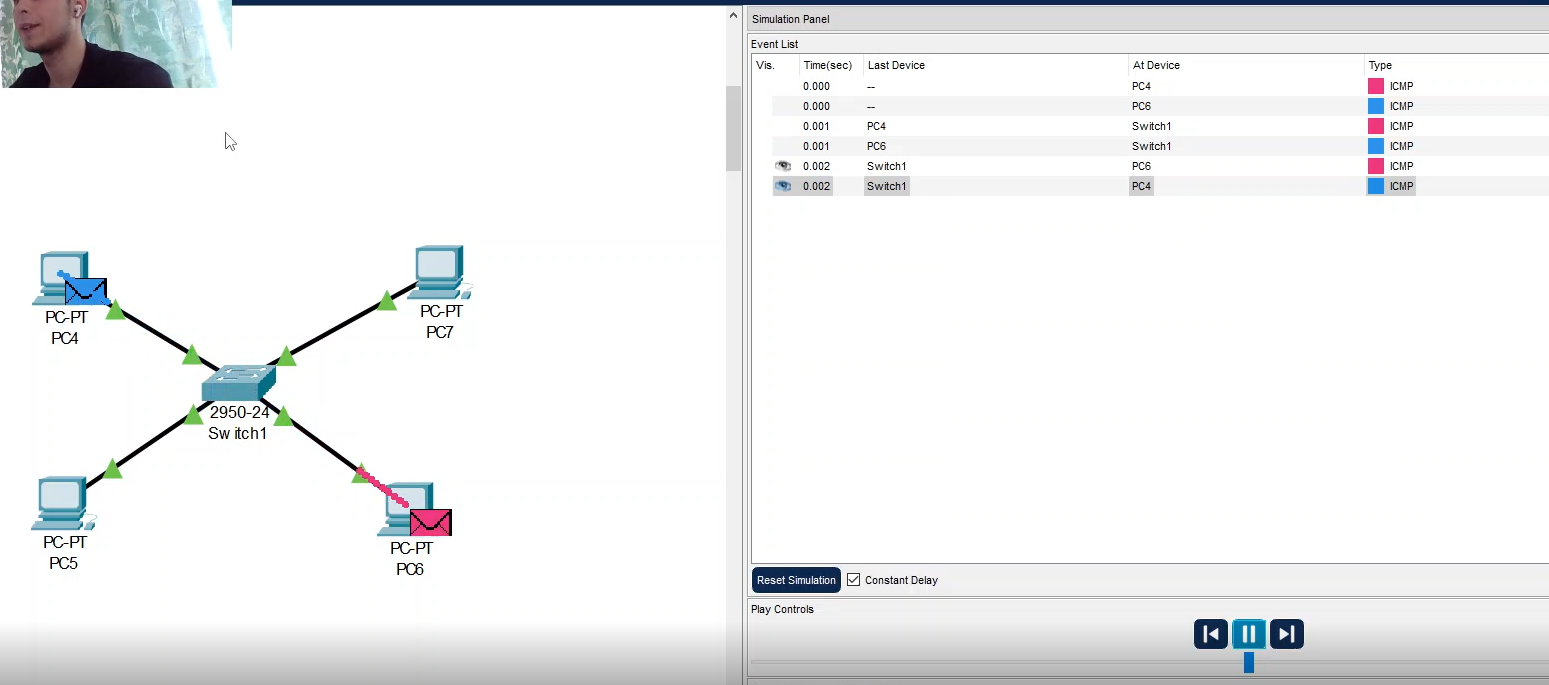 Simulation Panel
Event List
Vis. Time(sec) Last Device At Device Type
0.000 -- PC4 ICMP
0.000 -- PC6 ICMP
0.001 PC4 Switch1 ICMP
0.001 PC6 Switch1 ICMP
0.002 Switch1 PC6 ICMP
0.002 Switch1 PC4 ICMP
PC-PT
PC4
PC-PT
PC7
2950-24
Switch1
PC-PT
PC5
PC-PT
PC6
Reset Simulation Constant Delay
Play Controls